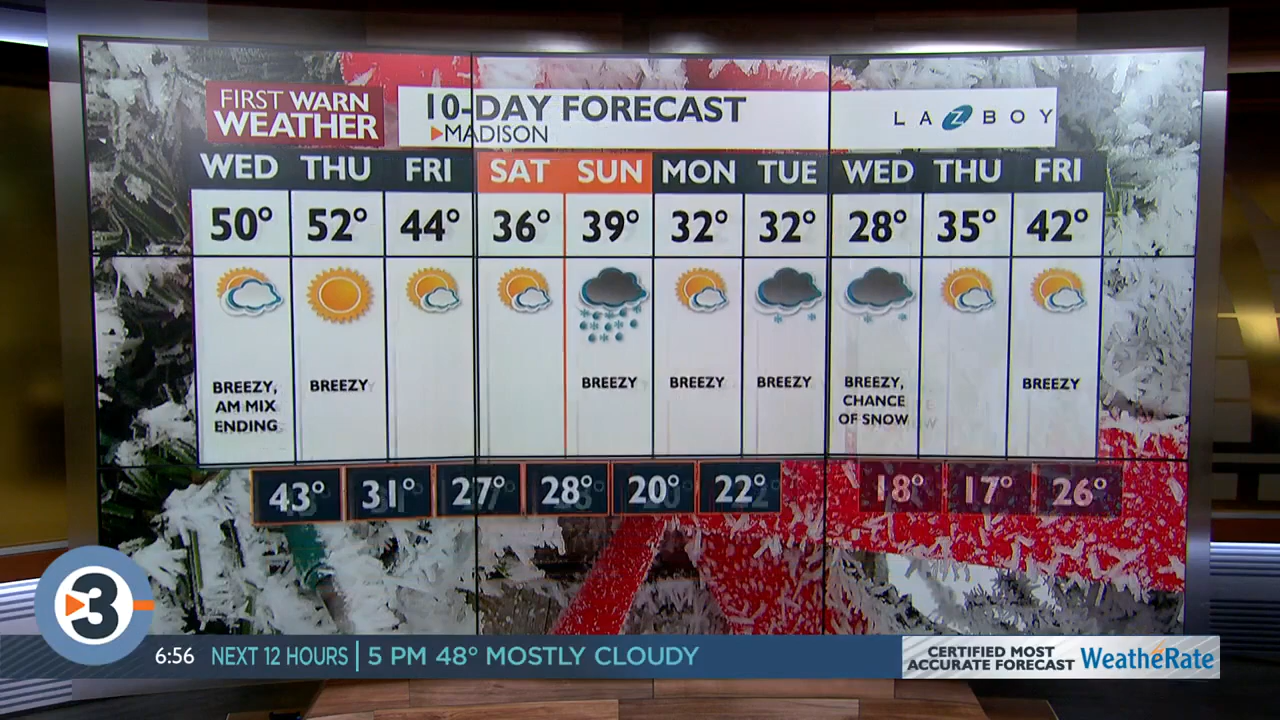 FIRST WARN
WEATHER
10-DAY FORECAST
MADISON
LA Z BOY
WED THU FRI SAT SUN MON TUE WED THU FRI
50° 52° 44° 36° 39° 32° 32° 28° 35° 42°
BREEZY,
AM MIX
ENDING
BREEZY
BREEZY
BREEZY
BREEZY
BREEZY,
CHANCE
OF SNOW
BREEZY
43° 31° 27° 28° 20° 22° 18° 17° 26°
3
6:56 NEXT 12 HOURS 5 PM 48° MOSTLY CLOUDY
CERTIFIED MOST
ACCURATE FORECAST
WeatheRate